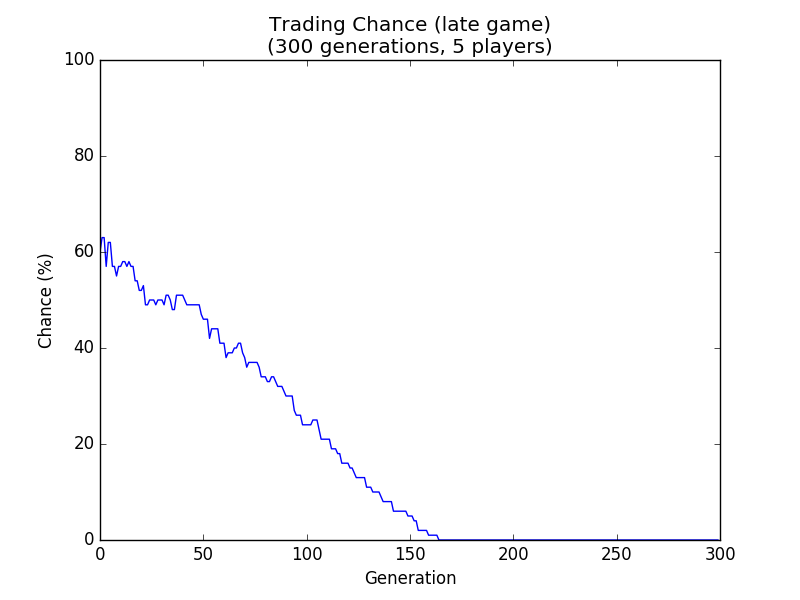 Trading Chance (late game)
(300 generations, 5 players)
100
80
60
40
20
0
Chance (%)
0 50 100 150 200 250 300
Generation